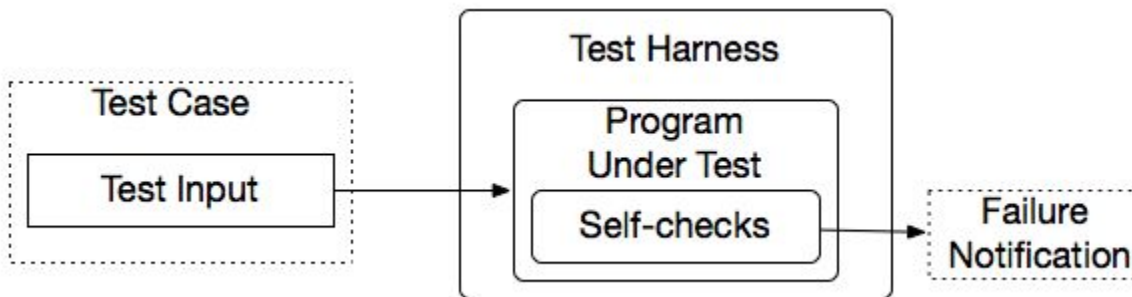 Test Harness
Test Case
Program
Under Test
Test Input
Self-checks
Failure
Notification